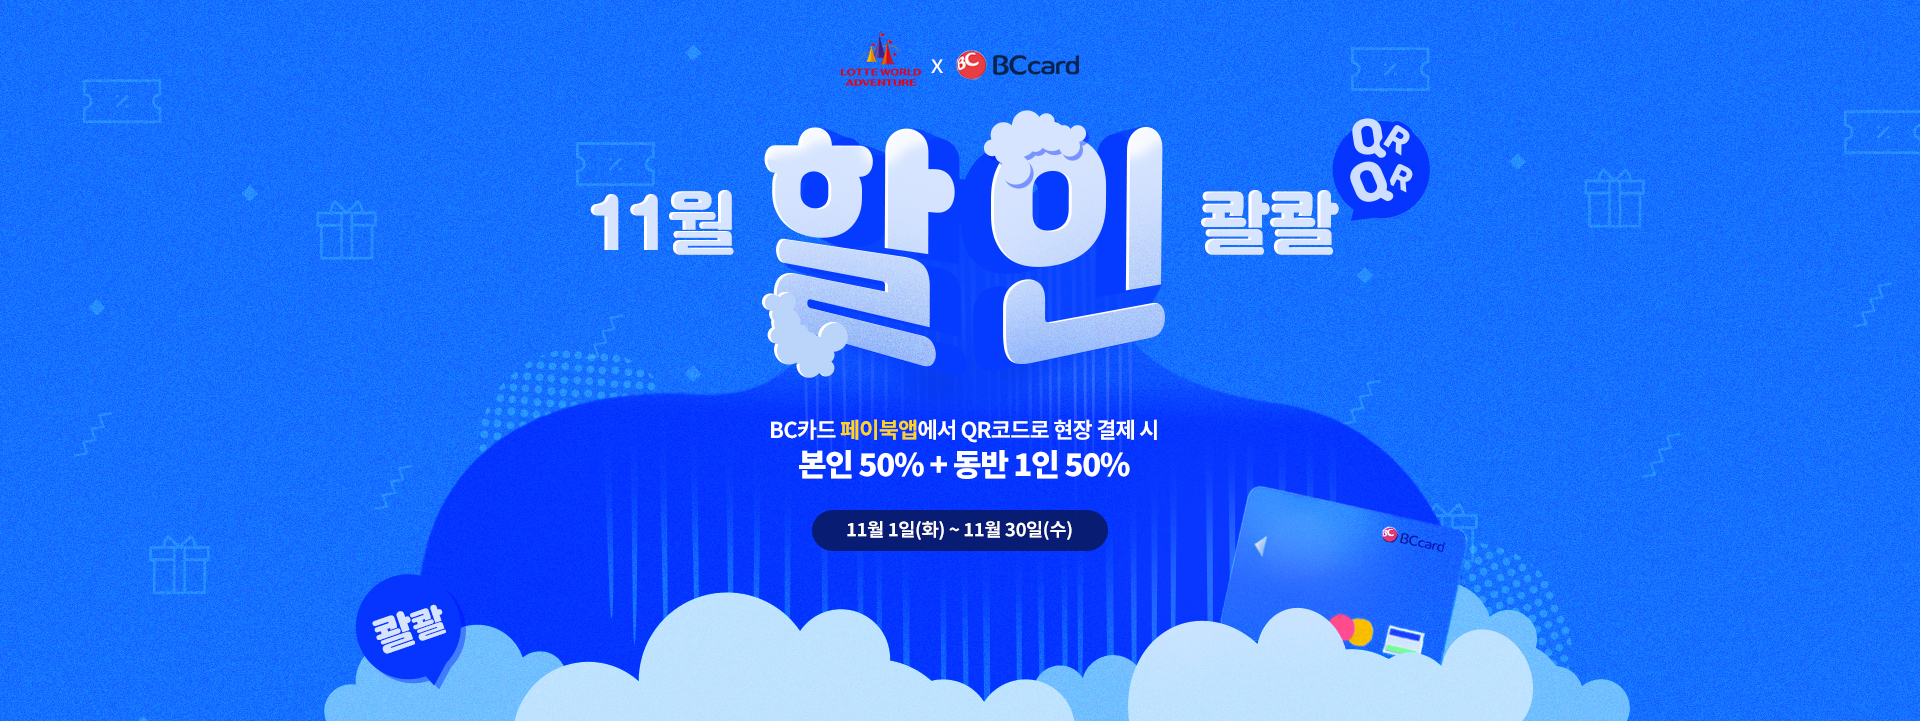 LOTTE WORLD
ADVENTURE
X
BC BCcard
11월 할인 콸콸
QR
QR
BC카드 페이북앱에서 QR코드로 현장 결제 시
본인 50% + 동반 1인 50%
11월 1일(화) ~ 11월 30일(수)
BC BCcard
콸콸